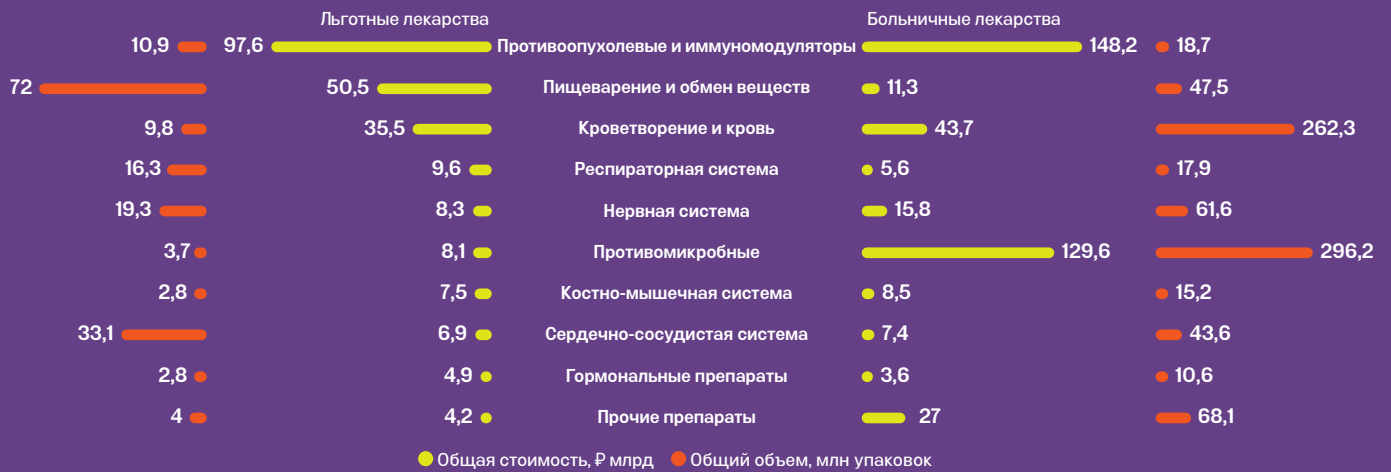 Льготные лекарства Больничные лекарства
10,9 97,6 Противоопухолевые и иммуномодуляторы 148,2 18,7
72 50,5 Пищеварение и обмен веществ 11,3 47,5
9,8 35,5 Кроветворение и кровь 43,7 262,3
16,3 9,6 Респираторная система 5,6 17,9
19,3 8,3 Нервная система 15,8 61,6
3,7 8,1 Противомикробные 129,6 296,2
2,8 7,5 Костно-мышечная система 8,5 15,2
33,1 6,9 Сердечно-сосудистая система 7,4 43,6
2,8 4,9 Гормональные препараты 3,6 10,6
4 4,2 Прочие препараты 27 68,1
Общая стоимость, ₽ млрд Общий объем, млн упаковок